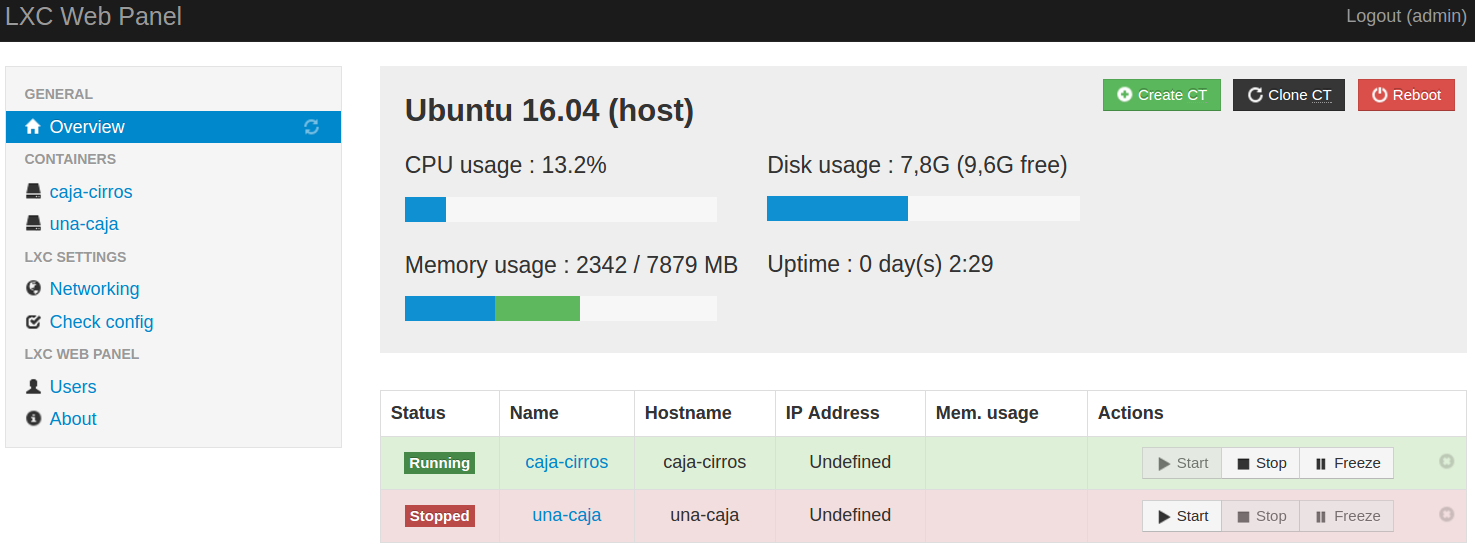 LXC Web Panel
Logout (admin)
GENERAL
Overview
CONTAINERS
caja-cirros
una-caja
LXC SETTINGS
Networking
Check config
LXC WEB PANEL
Users
About
Create CT Clone CT Reboot
Ubuntu 16.04 (host)
CPU usage : 13.2%
Disk usage : 7,8G (9,6G free)
Memory usage : 2342 / 7879 MB
Uptime : 0 day(s) 2:29
Status Name Hostname IP Address Mem. usage Actions
Running caja-cirros caja-cirros Undefined Start Stop Freeze
Stopped una-caja una-caja Undefined Start Stop Freeze